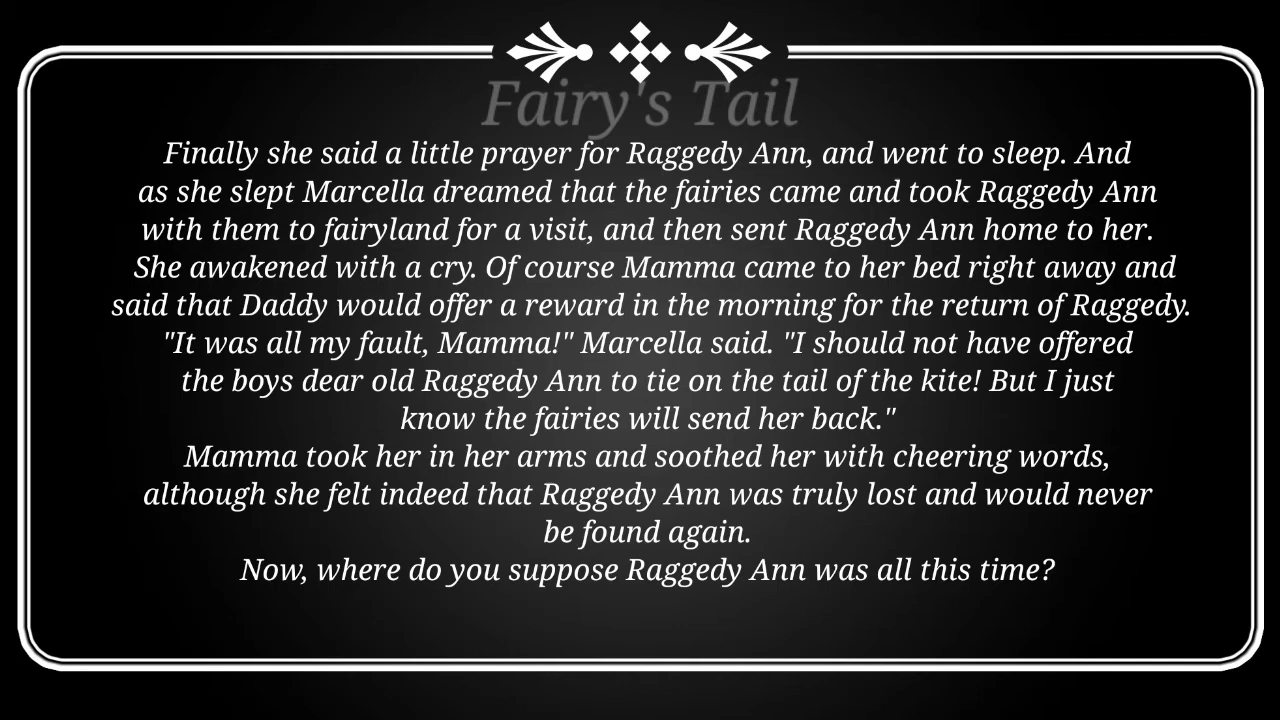 Fairy's Tail
Finally she said a little prayer for Raggedy Ann, and went to sleep. And
as she slept Marcella dreamed that the fairies came and took Raggedy Ann
with them to fairyland for a visit, and then sent Raggedy Ann home to her.
She awakened with a cry. Of course Mamma came to her bed right away and
said that Daddy would offer a reward in the morning for the return of Raggedy.
"It was all my fault, Mamma!" Marcella said. "I should not have offered
the boys dear old Raggedy Ann to tie on the tail of the kite! But I just
know the fairies will send her back."
Mamma took her in her arms and soothed her with cheering words,
although she felt indeed that Raggedy Ann was truly lost and would never
be found again.
Now, where do you suppose Raggedy Ann was all this time?